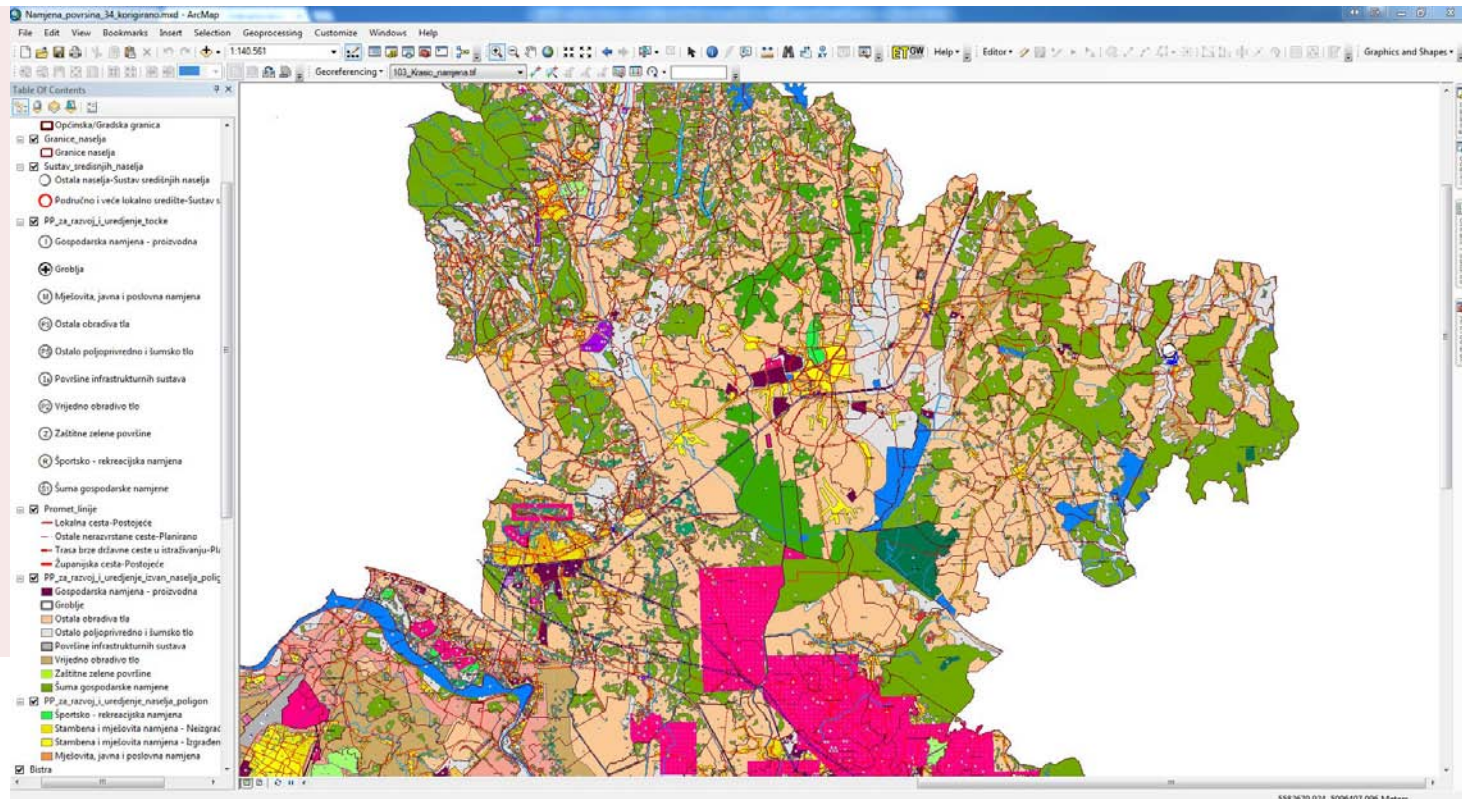 Namjena_povrsina_34_korigirano.mxd - ArcMap
File Edit View Bookmarks Insert Selection Geoprocessing Customize Windows Help
1:140.561
ET GW Help Editor Graphics and Shapes
Georeferencing 103_Krasic_namjena.tif
Table Of Contents
Općinska/Gradska granica
Granice_naselja
Granice naselja
Sustav_sredisnjih_naselja
Ostala naselja-Sustav središnjih naselja
Područno i veće lokalno središte-Sustav s
PP_za_razvoj_i_uredjenje_tocke
I Gospodarska namjena - proizvodna
Groblja
M Mješovita, javna i poslovna namjena
P3 Ostala obradiva tla
PŠ Ostalo poljoprivredno i šumsko tlo
Površine infrastrukturnih sustava
P2 Vrijedno obradivo tlo
Z Zaštitne zelene površine
R Športsko - rekreacijska namjena
Š1 Šuma gospodarske namjene
Promet_linije
Lokalna cesta-Postojeće
Ostale nerazvrstane ceste-Planirano
Trasa brze državne ceste u istraživanju-Pla
Županijska cesta-Postojeće
PP_za_razvoj_i_uredjenje_izvan_naselja_polig
Gospodarska namjena - proizvodna
Groblje
Ostala obradiva tla
Ostalo poljoprivredno i šumsko tlo
Površine infrastrukturnih sustava
Vrijedno obradivo tlo
Zaštitne zelene površine
Šuma gospodarske namjene
PP_za_razvoj_i_uredjenje_naselja_poligon
Športsko - rekreacijska namjena
Stambena i mješovita namjena - Neizgrađ
Stambena i mješovita namjena - Izgrađen
Mješovita, javna i poslovna namjena
Bistra